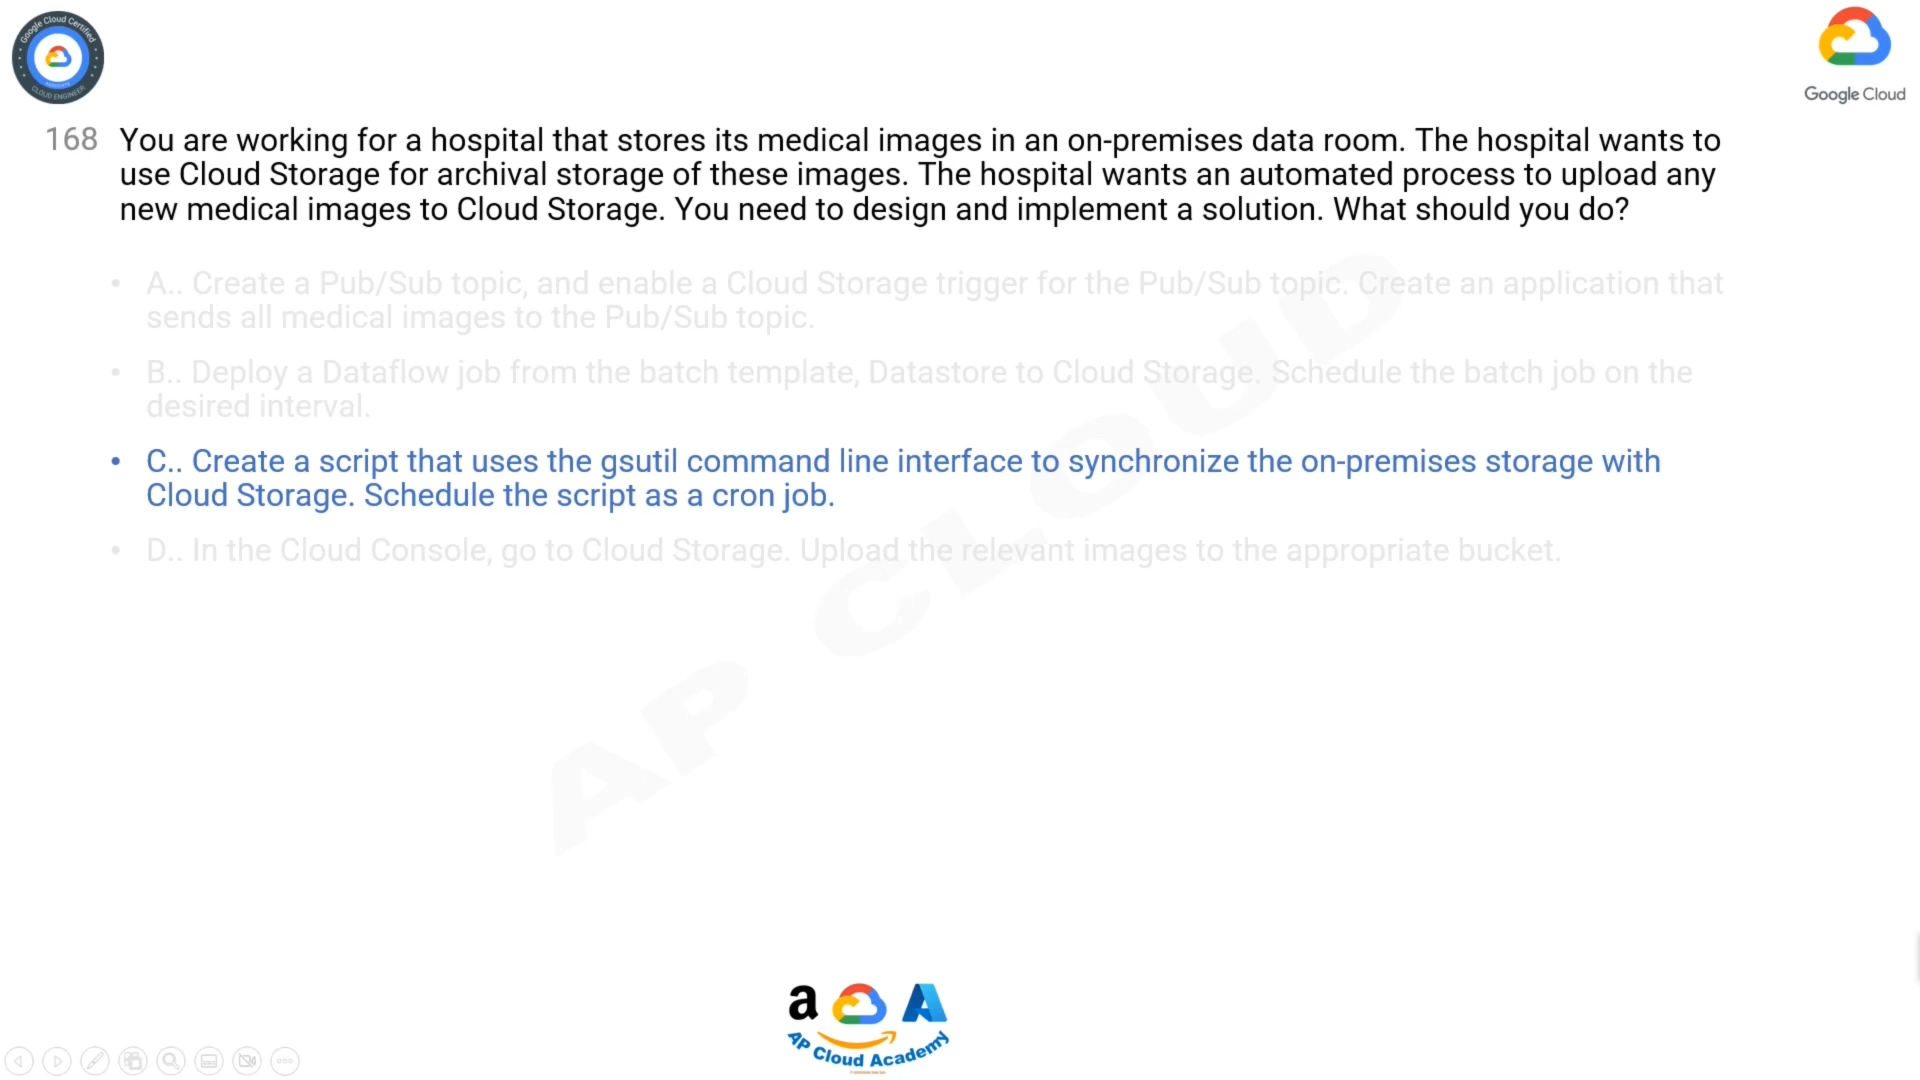 Google Cloud Certified
ASSOCIATE
CLOUD ENGINEER
Google Cloud
168 You are working for a hospital that stores its medical images in an on-premises data room. The hospital wants to
use Cloud Storage for archival storage of these images. The hospital wants an automated process to upload any
new medical images to Cloud Storage. You need to design and implement a solution. What should you do?
• A.. Create a Pub/Sub topic, and enable a Cloud Storage trigger for the Pub/Sub topic. Create an application that
sends all medical images to the Pub/Sub topic.
• B.. Deploy a Dataflow job from the batch template, Datastore to Cloud Storage. Schedule the batch job on the
desired interval.
• C.. Create a script that uses the gsutil command line interface to synchronize the on-premises storage with
Cloud Storage. Schedule the script as a cron job.
• D.. In the Cloud Console, go to Cloud Storage. Upload the relevant images to the appropriate bucket.
AP CLOUD
a
AP Cloud Academy